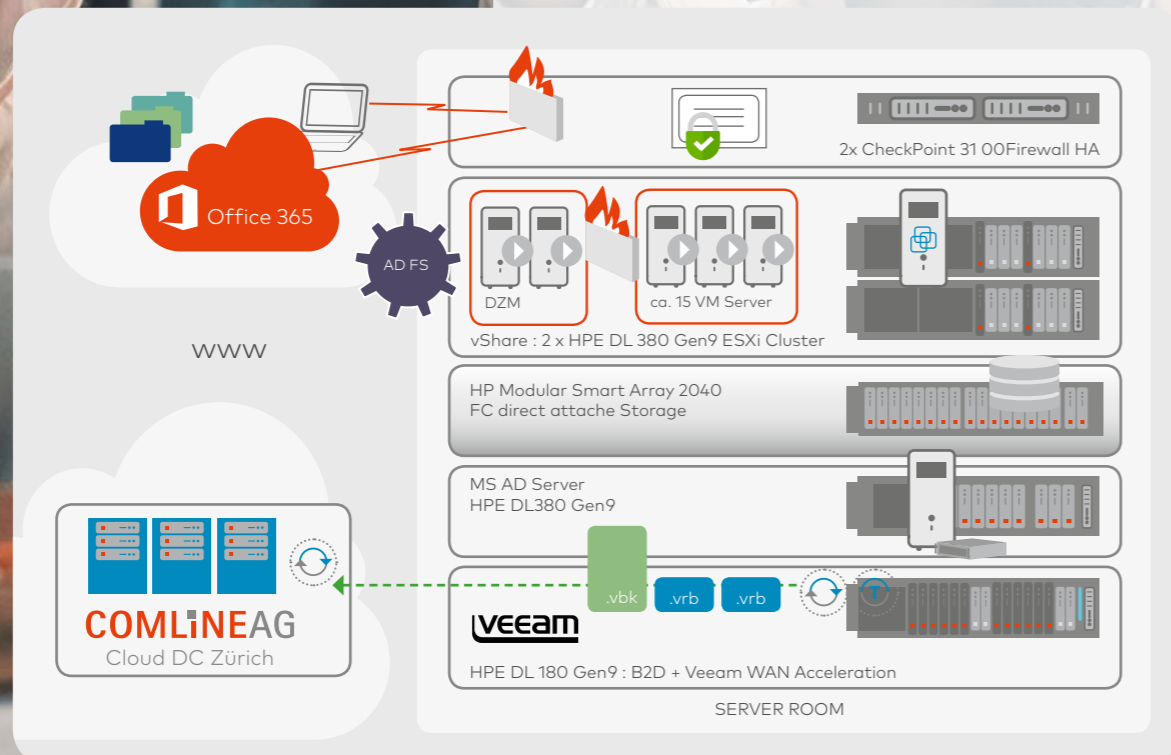 2x CheckPoint 31 00Firewall HA
Office 365
AD FS
DZM
ca. 15 VM Server
vShare : 2 x HPE DL 380 Gen9 ESXi Cluster
www
HP Modular Smart Array 2040
FC direct attache Storage
MS AD Server
HPE DL380 Gen9
.vbk
.vrb
.vrb
T
COMLINEAG
Cloud DC Zürich
veeam
HPE DL 180 Gen9 : B2D + Veeam WAN Acceleration
SERVER ROOM